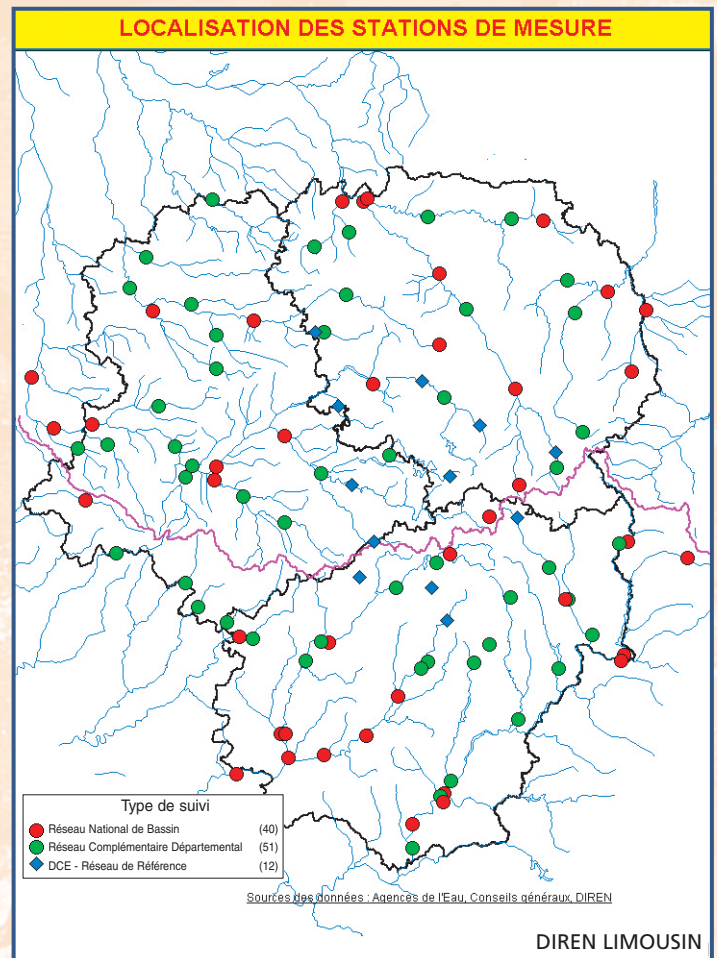 LOCALISATION DES STATIONS DE MESURE
Type de suivi
Réseau National de Bassin (40)
Réseau Complémentaire Départemental (51)
DCE - Réseau de Référence (12)
Sources des données : Agences de l'Eau, Conseils généraux, DIREN
DIREN LIMOUSIN